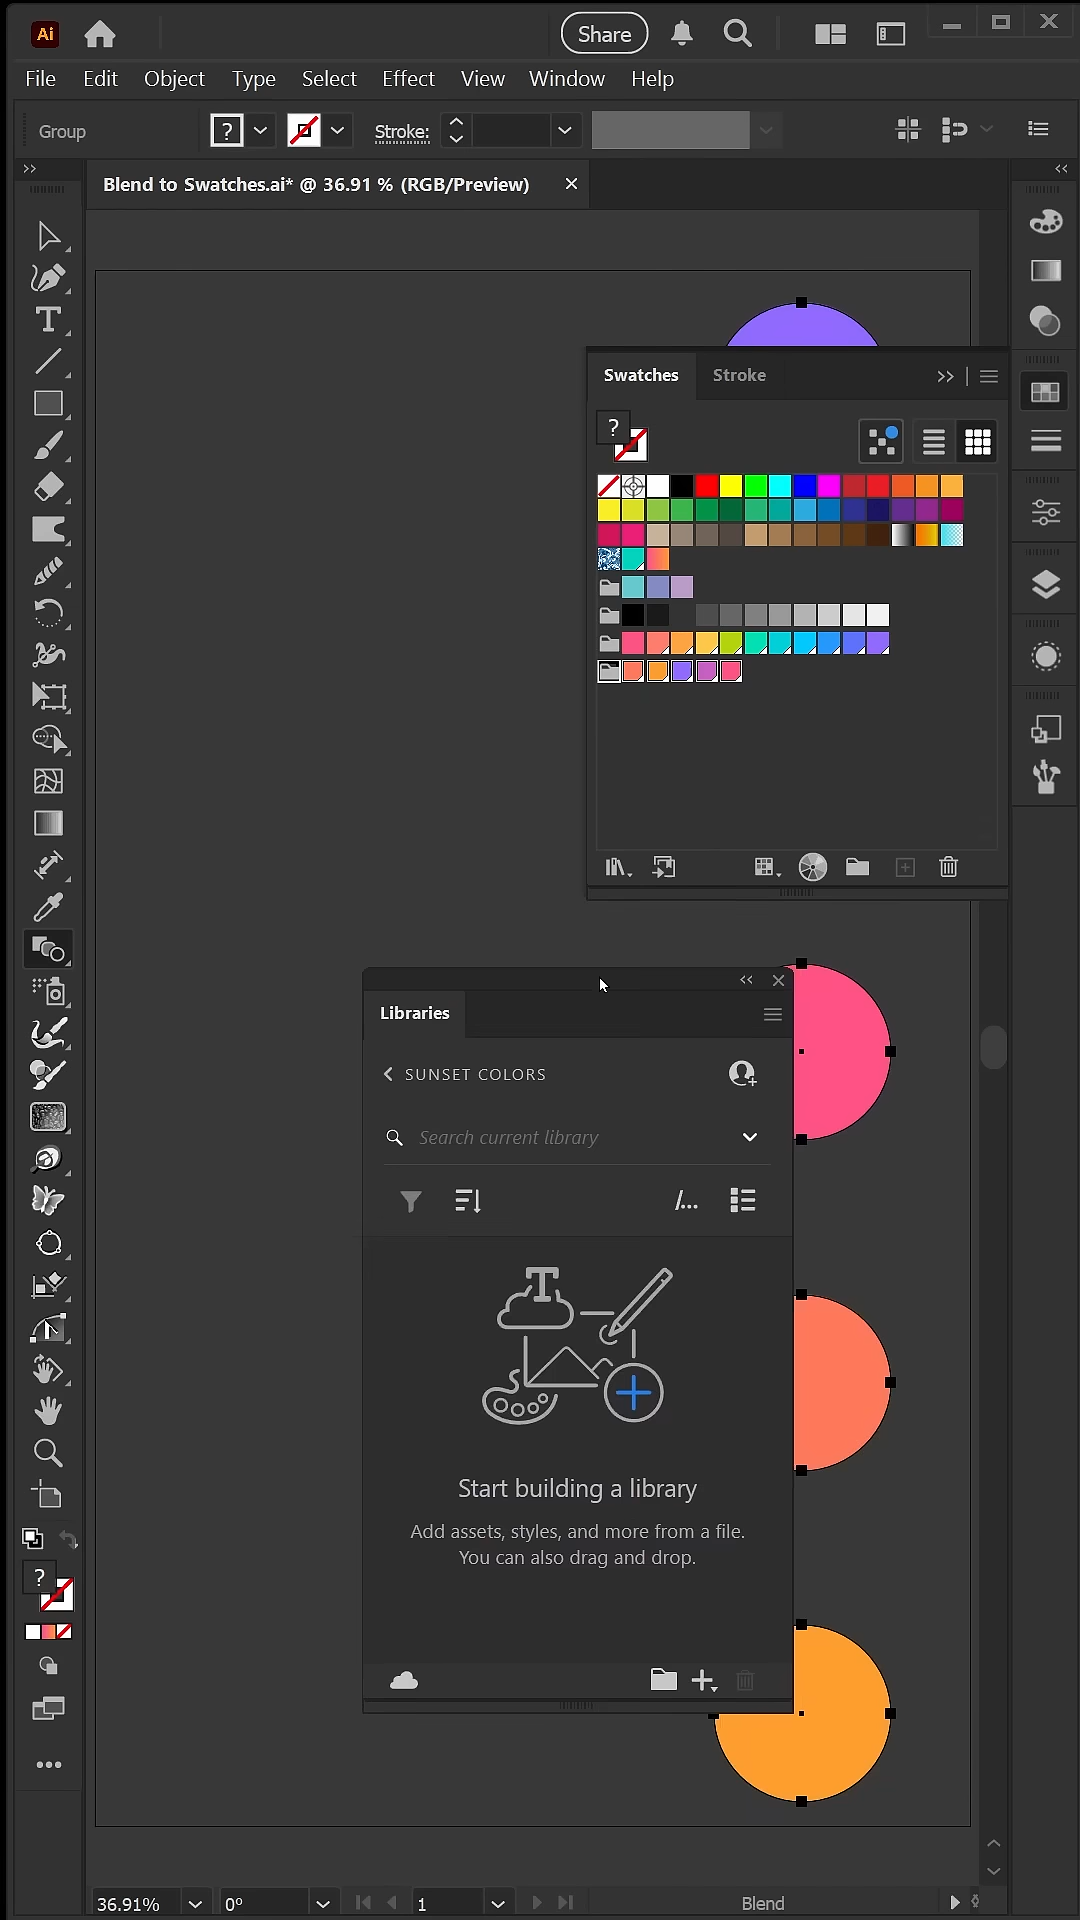 Ai
Share
File Edit Object Type Select Effect View Window Help
Group ? Stroke:
Blend to Swatches.ai* @ 36.91 % (RGB/Preview)
Swatches Stroke
?
Libraries
SUNSET COLORS
Search current library
/...
Start building a library
Add assets, styles, and more from a file.
You can also drag and drop.
?
36.91% 0° 1 Blend